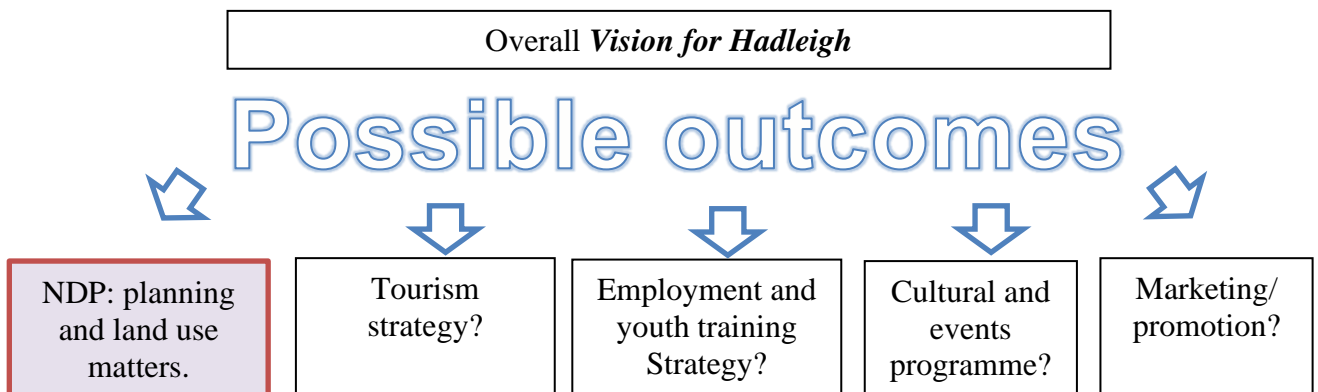 Overall Vision for Hadleigh
Possible outcomes
NDP: planning
and land use
matters.
Tourism
strategy?
Employment and
youth training
Strategy?
Cultural and
events
programme?
Marketing/
promotion?